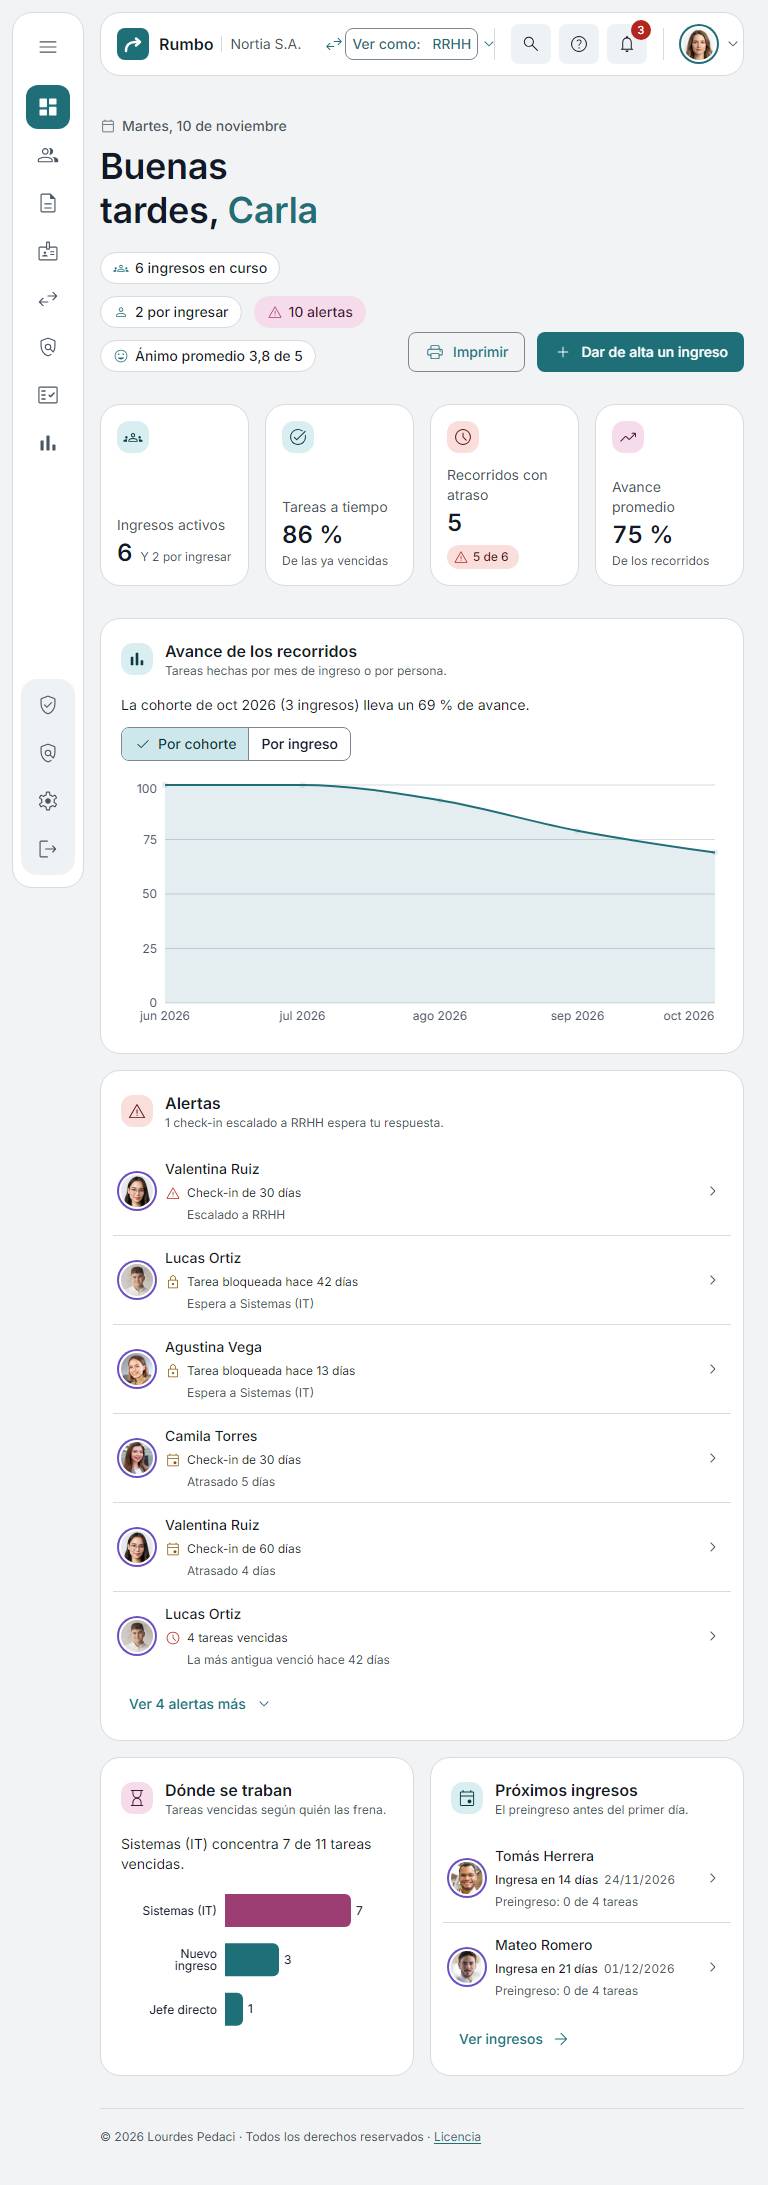 Rumbo
Nortia S.A.
Ver como: RRHH
3
Martes, 10 de noviembre
Buenas
tardes, Carla
6 ingresos en curso
2 por ingresar
10 alertas
Ánimo promedio 3,8 de 5
Imprimir
Dar de alta un ingreso
Ingresos activos
6 Y 2 por ingresar
Tareas a tiempo
86 %
De las ya vencidas
Recorridos con
atraso
5
5 de 6
Avance
promedio
75 %
De los recorridos
Avance de los recorridos
Tareas hechas por mes de ingreso o por persona.
La cohorte de oct 2026 (3 ingresos) lleva un 69 % de avance.
Por cohorte
Por ingreso
100
75
50
25
0
jun 2026
jul 2026
ago 2026
sep 2026
oct 2026
Alertas
1 check-in escalado a RRHH espera tu respuesta.
Valentina Ruiz
Check-in de 30 días
Escalado a RRHH
Lucas Ortiz
Tarea bloqueada hace 42 días
Espera a Sistemas (IT)
Agustina Vega
Tarea bloqueada hace 13 días
Espera a Sistemas (IT)
Camila Torres
Check-in de 30 días
Atrasado 5 días
Valentina Ruiz
Check-in de 60 días
Atrasado 4 días
Lucas Ortiz
4 tareas vencidas
La más antigua venció hace 42 días
Ver 4 alertas más
Dónde se traban
Tareas vencidas según quién las frena.
Sistemas (IT) concentra 7 de 11 tareas
vencidas.
Sistemas (IT)
7
Nuevo
ingreso
3
Jefe directo
1
Próximos ingresos
El preingreso antes del primer día.
Tomás Herrera
Ingresa en 14 días 24/11/2026
Preingreso: 0 de 4 tareas
Mateo Romero
Ingresa en 21 días 01/12/2026
Preingreso: 0 de 4 tareas
Ver ingresos
© 2026 Lourdes Pedaci · Todos los derechos reservados · Licencia